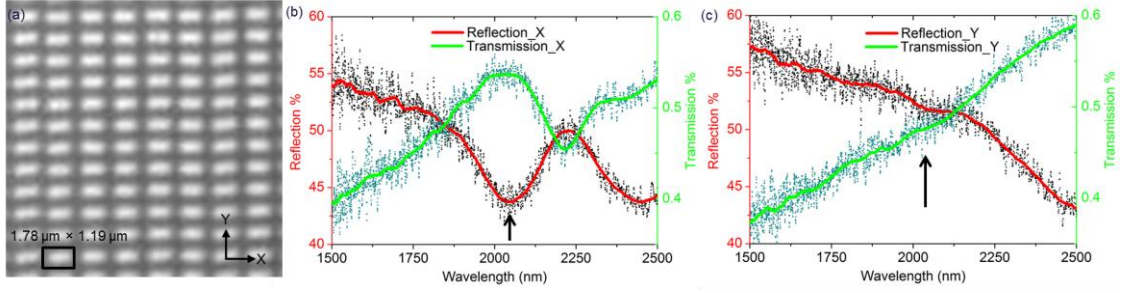 (a)
1.78 µm × 1.19 µm
Y
X
(b)
60
55
50
45
40
Reflection %
Reflection_X
Transmission_X
0.6
0.5
0.4
Transmission %
1500 1750 2000 2250 2500
Wavelength (nm)
(c)
60
55
50
45
40
Reflection %
Reflection_Y
Transmission_Y
0.6
0.5
0.4
Transmission %
1500 1750 2000 2250 2500
Wavelength (nm)